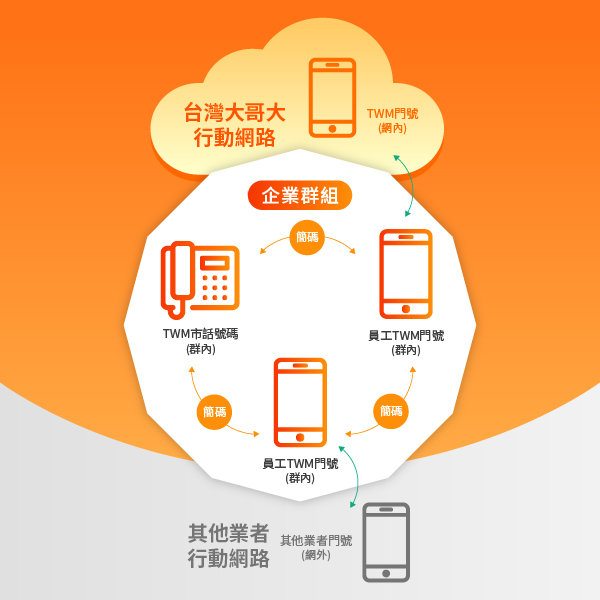 台灣大哥大
行動網路
TWM門號
(網內)
企業群組
簡碼
TWM市話號碼
(群內)
員工TWM門號
(群內)
簡碼
簡碼
員工TWM門號
(群內)
其他業者
行動網路
其他業者門號
(網外)